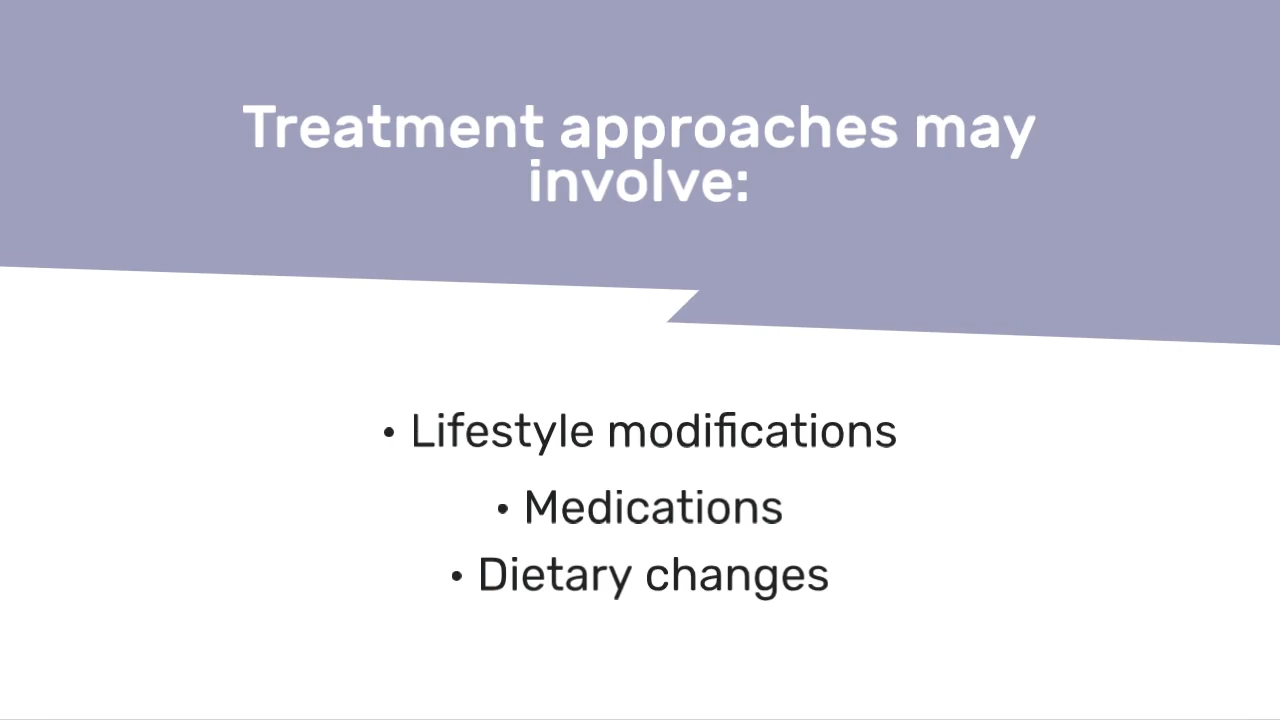 Treatment approaches may
involve:
• Lifestyle modifications
• Medications
• Dietary changes